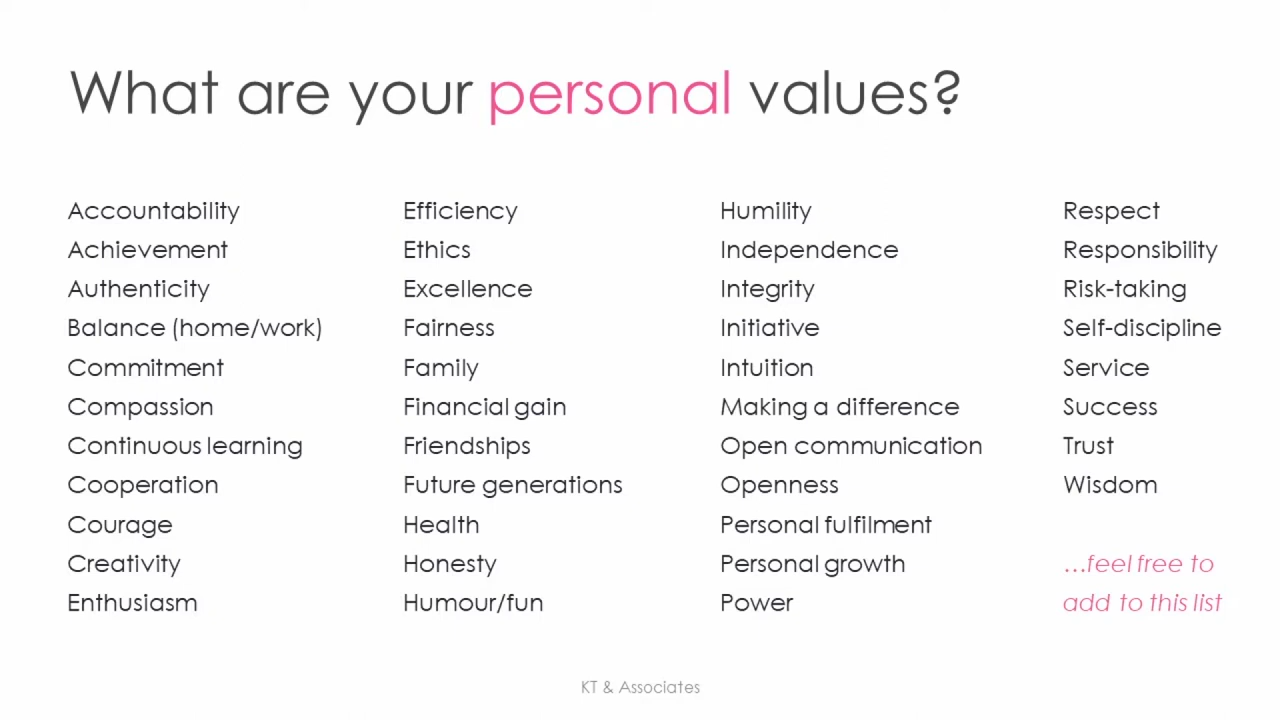 What are your personal values?
Accountability
Achievement
Authenticity
Balance (home/work)
Commitment
Compassion
Continuous learning
Cooperation
Courage
Creativity
Enthusiasm
Efficiency
Ethics
Excellence
Fairness
Family
Financial gain
Friendships
Future generations
Health
Honesty
Humour/fun
Humility
Independence
Integrity
Initiative
Intuition
Making a difference
Open communication
Openness
Personal fulfilment
Personal growth
Power
Respect
Responsibility
Risk-taking
Self-discipline
Service
Success
Trust
Wisdom
...feel free to
add to this list
KT & Associates